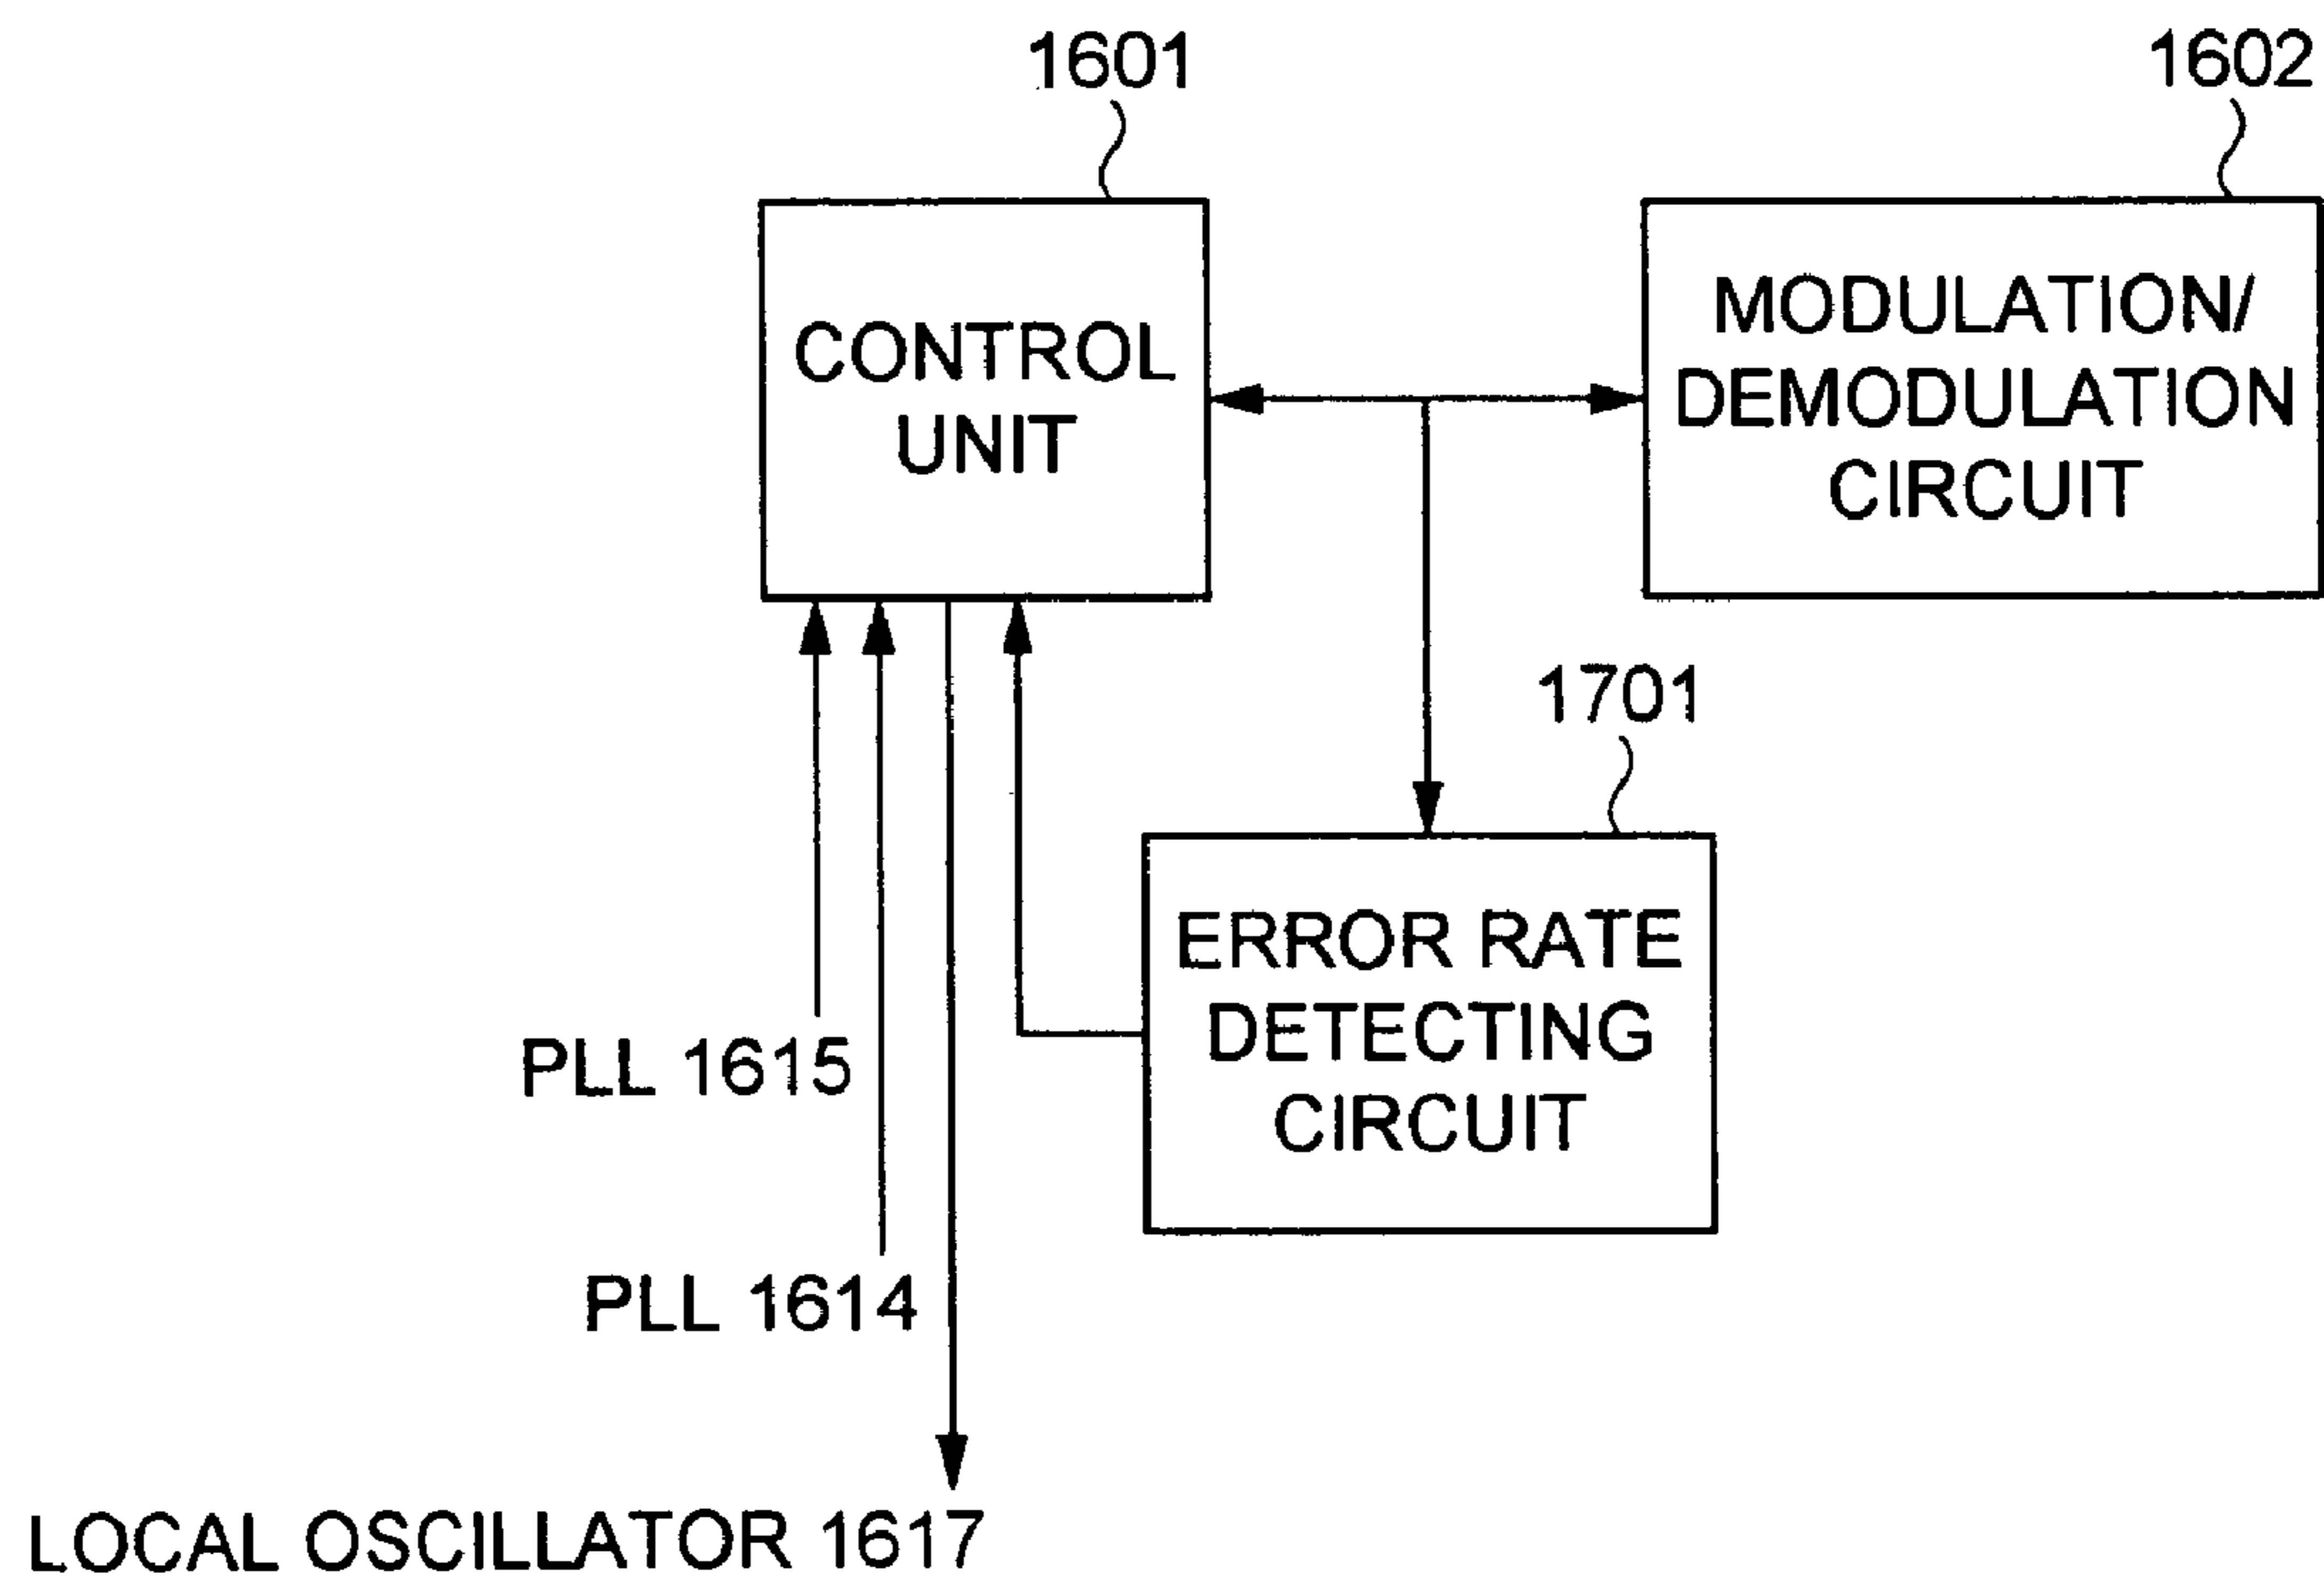 1601
1602
CONTROL
UNIT
MODULATION/
DEMODULATION
CIRCUIT
1701
ERROR RATE
DETECTING
CIRCUIT
PLL 1615
PLL 1614
LOCAL OSCILLATOR 1617